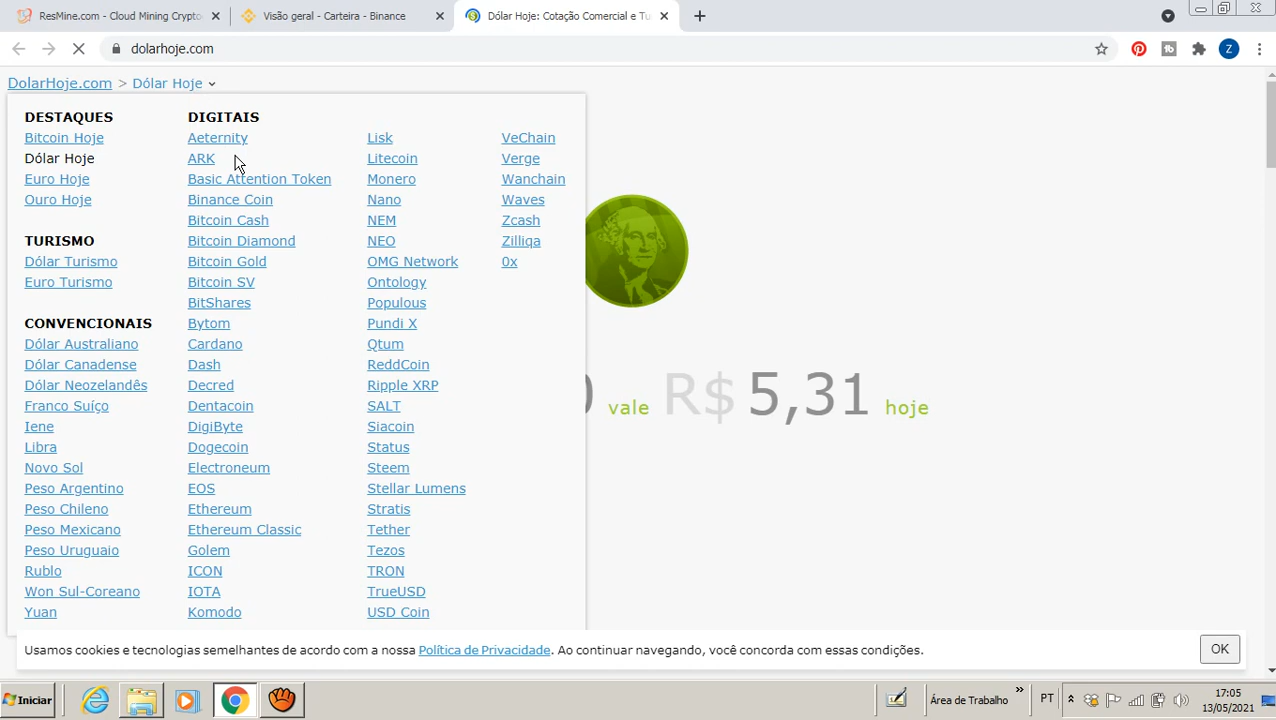 ResMine.com - Cloud Mining Crypto
Visão geral - Carteira - Binance
Dólar Hoje: Cotação Comercial e Tu
dolarhoje.com
Z
DolarHoje.com > Dólar Hoje
DESTAQUES
Bitcoin Hoje
Dólar Hoje
Euro Hoje
Ouro Hoje
TURISMO
Dólar Turismo
Euro Turismo
CONVENCIONAIS
Dólar Australiano
Dólar Canadense
Dólar Neozelandês
Franco Suíço
Iene
Libra
Novo Sol
Peso Argentino
Peso Chileno
Peso Mexicano
Peso Uruguaio
Rublo
Won Sul-Coreano
Yuan
DIGITAIS
Aeternity
ARK
Basic Attention Token
Binance Coin
Bitcoin Cash
Bitcoin Diamond
Bitcoin Gold
Bitcoin SV
BitShares
Bytom
Cardano
Dash
Decred
Dentacoin
DigiByte
Dogecoin
Electroneum
EOS
Ethereum
Ethereum Classic
Golem
ICON
IOTA
Komodo
Lisk
Litecoin
Monero
Nano
NEM
NEO
OMG Network
Ontology
Populous
Pundi X
Qtum
ReddCoin
Ripple XRP
SALT
Siacoin
Status
Steem
Stellar Lumens
Stratis
Tether
Tezos
TRON
TrueUSD
USD Coin
VeChain
Verge
Wanchain
Waves
Zcash
Zilliqa
0x
vale R$ 5,31 hoje
Usamos cookies e tecnologias semelhantes de acordo com a nossa Política de Privacidade. Ao continuar navegando, você concorda com essas condições.
OK
Iniciar
Área de Trabalho
»
PT
17:05
13/05/2021